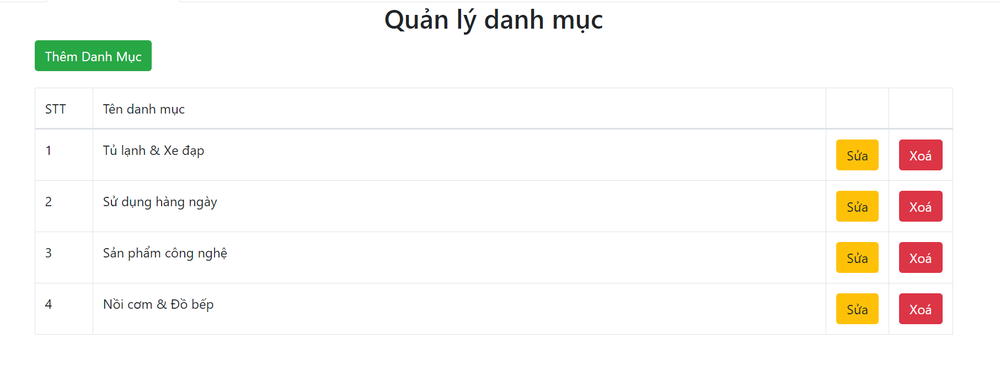 Quản lý danh mục
Thêm Danh Mục
STT Tên danh mục
1 Tủ lạnh & Xe đạp Sửa Xoá
2 Sử dụng hàng ngày Sửa Xoá
3 Sản phẩm công nghệ Sửa Xoá
4 Nồi cơm & Đồ bếp Sửa Xoá